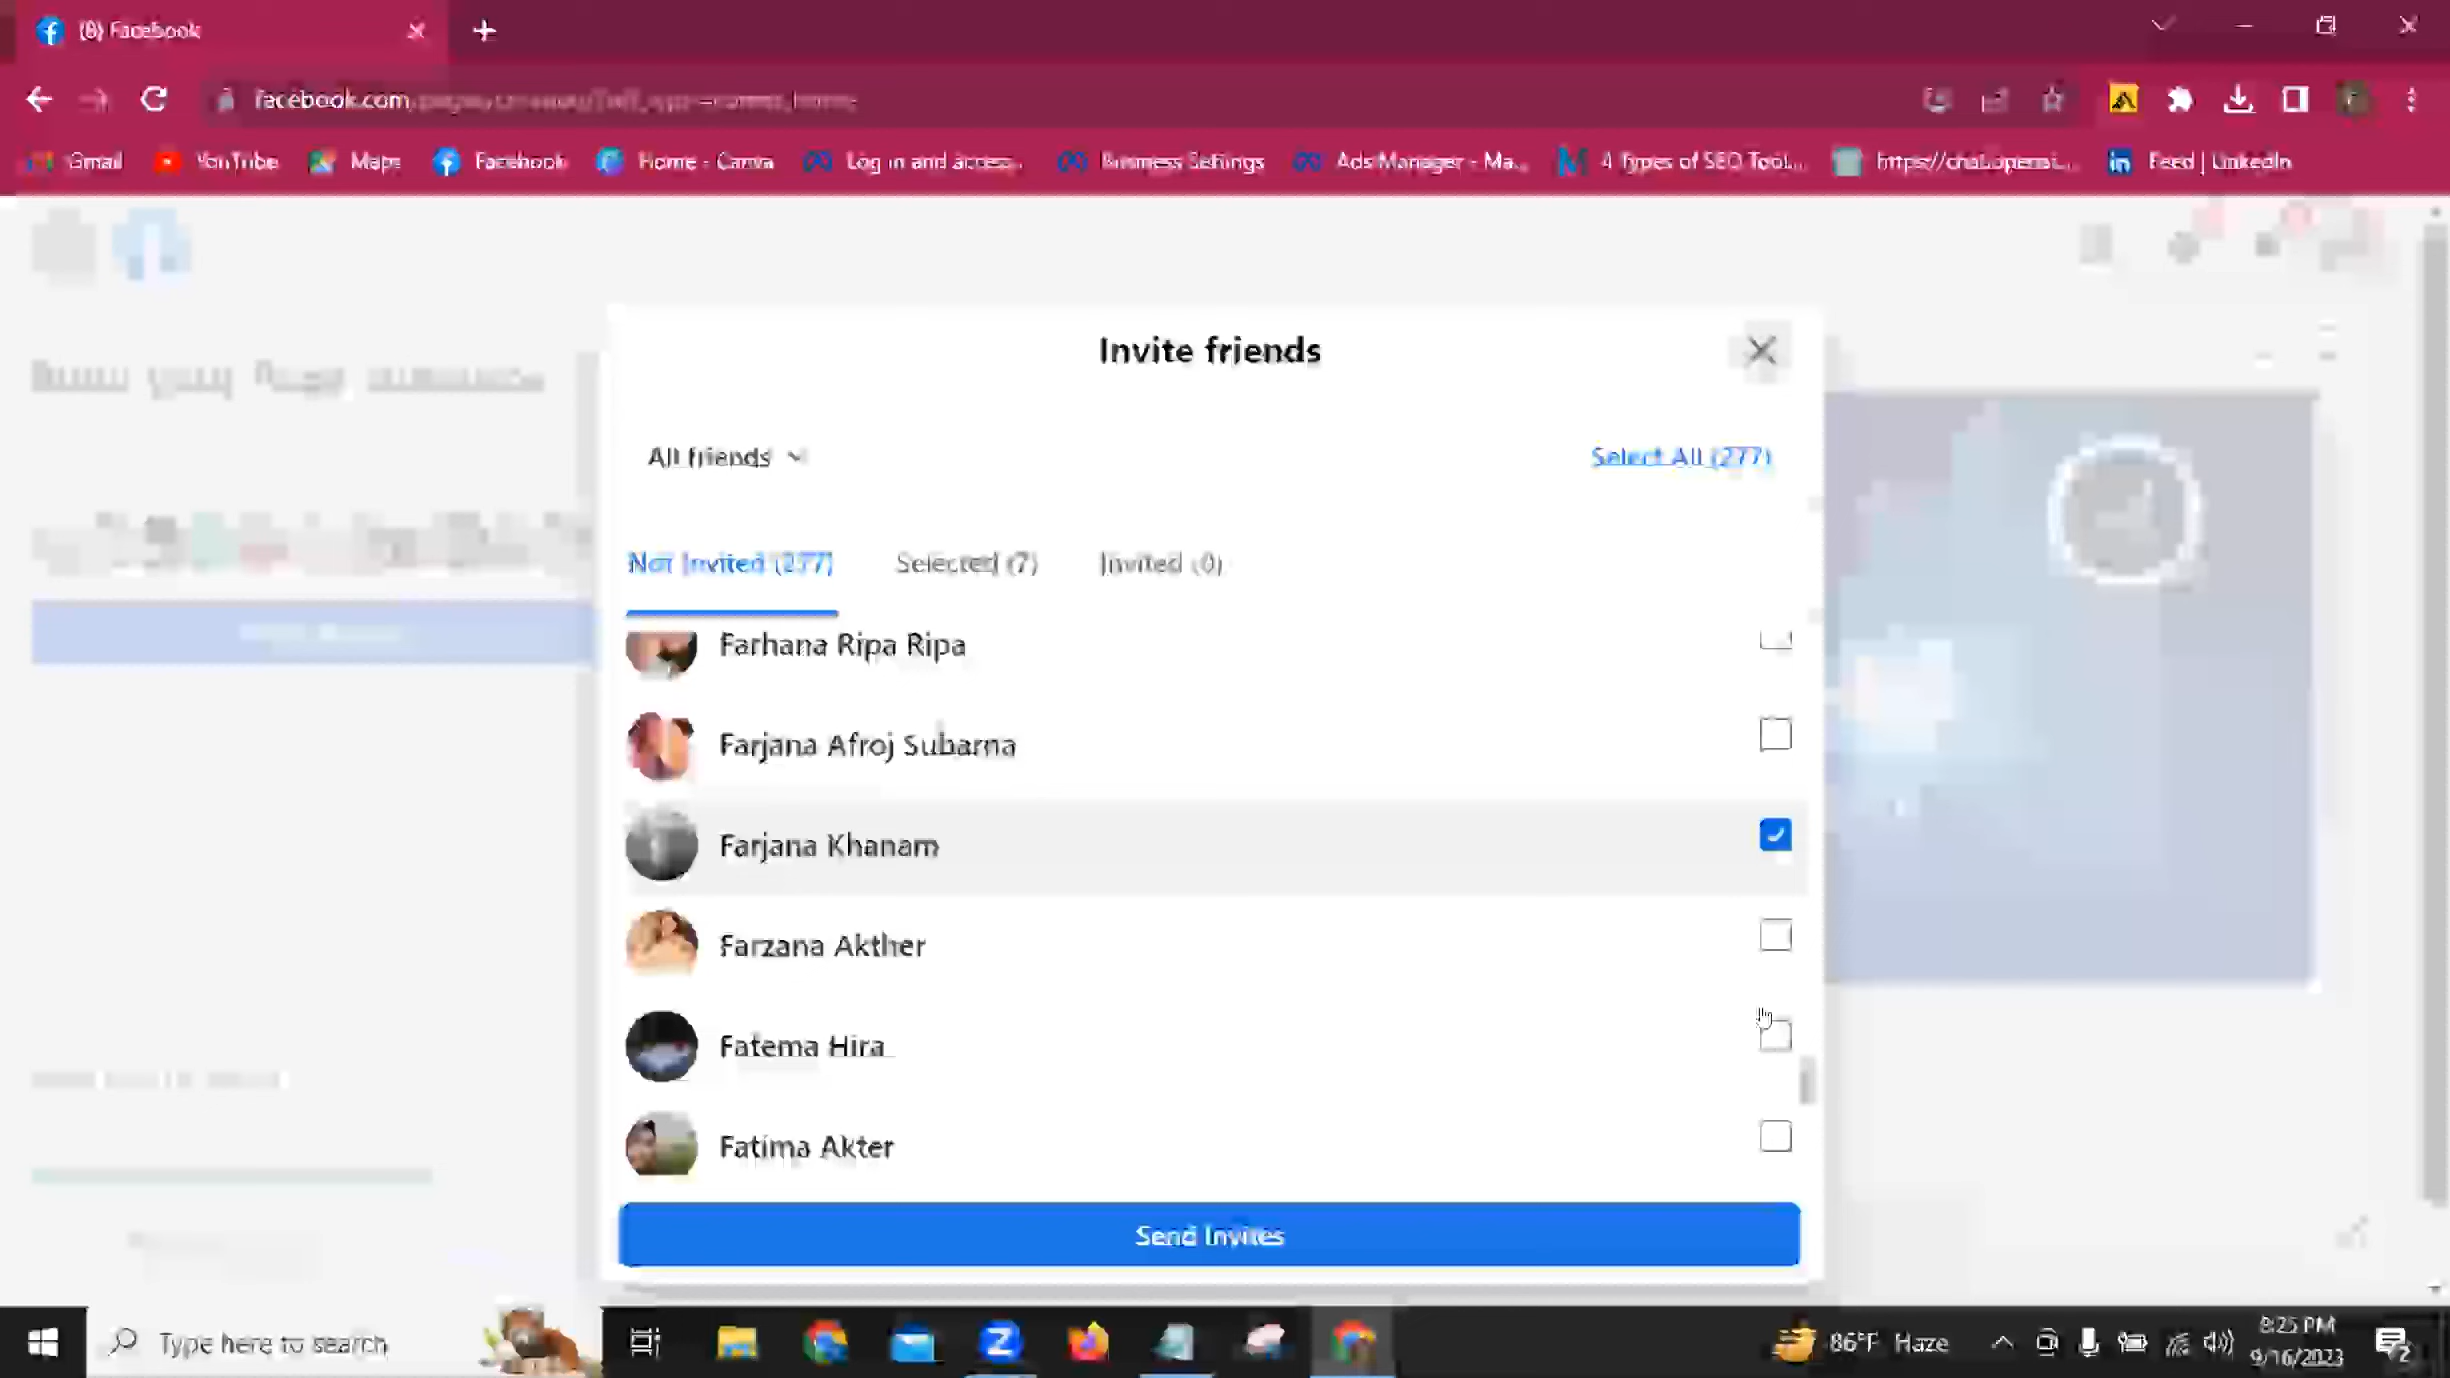 (8) Facebook
facebook.com
Gmail
YouTube
Maps
Facebook
Home - Canva
Log in and access...
Business Settings
Ads Manager - Ma...
4 Types of SEO Tool...
https://chat.openai...
Feed | LinkedIn
Invite friends
All friends
Select All (277)
Not Invited (277)
Selected (7)
Invited (0)
Farhana Ripa Ripa
Farjana Afroj Subarna
Farjana Khanam
Farzana Akther
Fatema Hira
Fatima Akter
Send Invites
Type here to search
86°F Haze
8:25 PM
9/16/2023
2